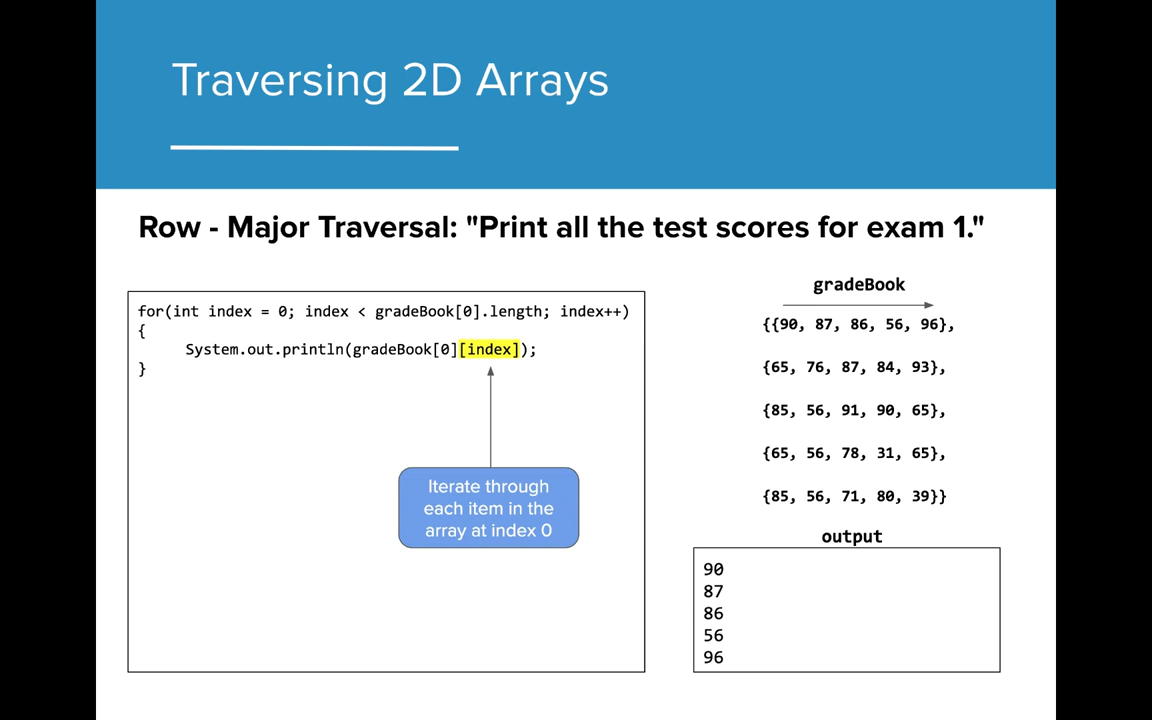 Traversing 2D Arrays
Row - Major Traversal: "Print all the test scores for exam 1."
for(int index = 0; index < gradeBook[0].length; index++)
{
System.out.println(gradeBook[0][index]);
}
Iterate through
each item in the
array at index 0
gradeBook
{{90, 87, 86, 56, 96},
{65, 76, 87, 84, 93},
{85, 56, 91, 90, 65},
{65, 56, 78, 31, 65},
{85, 56, 71, 80, 39}}
output
90
87
86
56
96